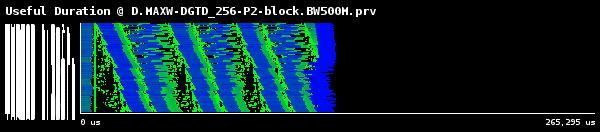 Useful Duration @ D.MAXW-DGTD_256-P2-block.BW500M.prv
0 us
265,295 us